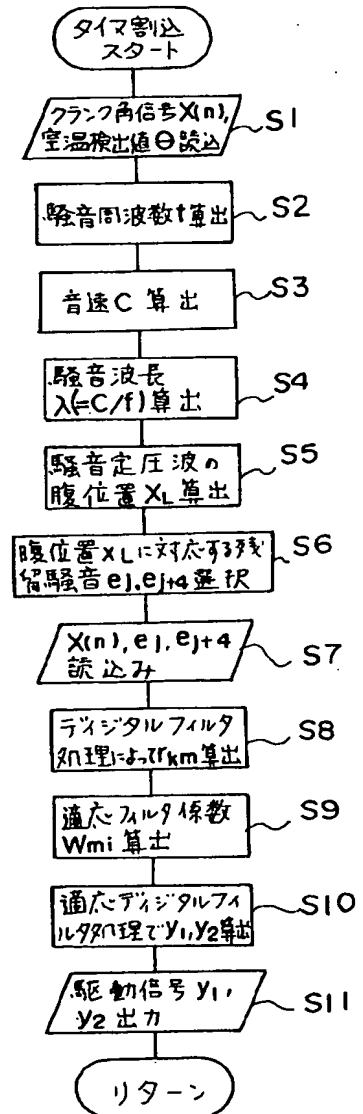 タイマ割込
スタート
クランク角信号X(n),
室温検出値Θ読込
S1
騒音周波数f算出
S2
音速C 算出
S3
騒音波長
λ(=C/f)算出
S4
騒音定圧波の
腹位置XL算出
S5
腹位置XLに対応する残
留騒音ej,ej+4選択
S6
X(n),ej,ej+4
読込み
S7
ディジタルフィルタ
処理によってrkm算出
S8
適応フィルタ係数
Wmi 算出
S9
適応ディジタルフィ
ルタ処理でy1,y2算出
S10
駆動信号y1,
y2出力
S11
リターン